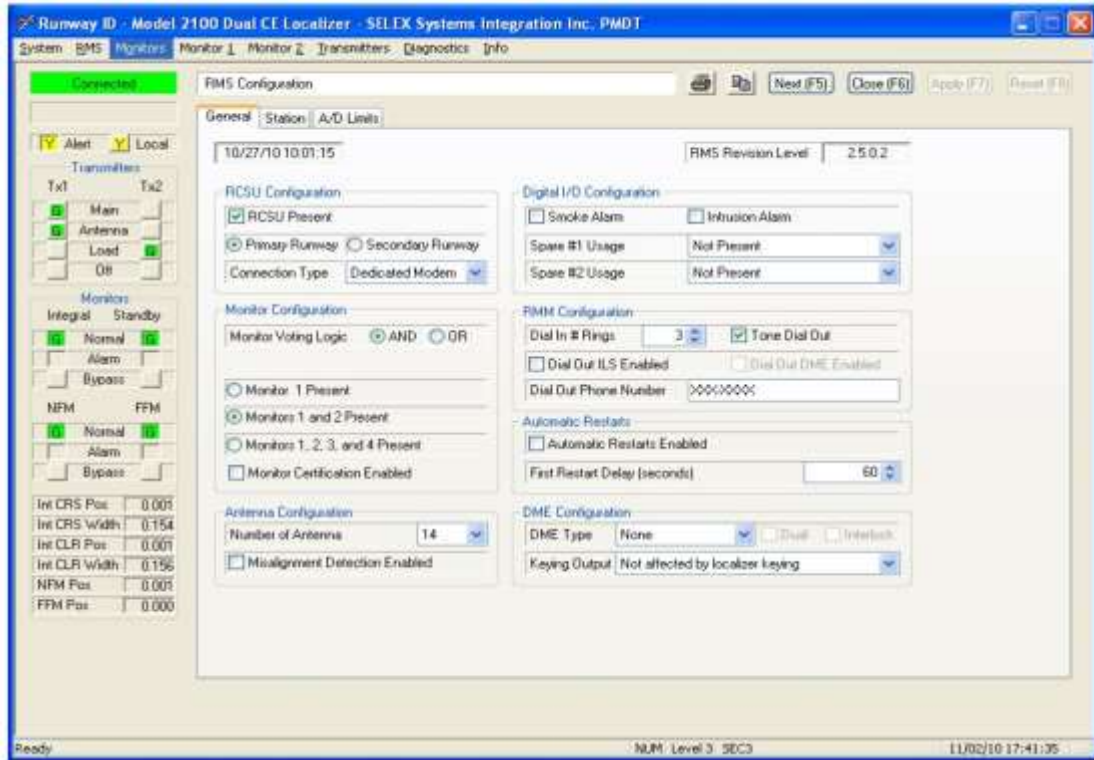 Runway ID - Model 2100 Dual CE Localizer - SELEX Systems Integration Inc. PMDT
System RMS Monitors Monitor 1 Monitor 2 Transmitters Diagnostics Info
Connected
RMS Configuration
Next (F5) Close (F6) Apply (F7) Reset (F8)
General Station A/D Limits
Y Alert Y Local
10/27/10 10:01:15
RMS Revision Level 2.5.0.2
Transmitters
Tx1 Tx2
G Main
G Antenna
Load G
Off
Monitors
Integral Standby
G Normal G
Alarm
Bypass
NFM FFM
G Normal G
Alarm
Bypass
Int CRS Pos 0.001
Int CRS Width 0.154
Int CLR Pos 0.001
Int CLR Width 0.156
NFM Pos 0.001
FFM Pos 0.000
RCSU Configuration
RCSU Present
Primary Runway Secondary Runway
Connection Type Dedicated Modem
Monitor Configuration
Monitor Voting Logic AND OR
Monitor 1 Present
Monitors 1 and 2 Present
Monitors 1, 2, 3, and 4 Present
Monitor Certification Enabled
Antenna Configuration
Number of Antenna 14
Misalignment Detection Enabled
Digital I/O Configuration
Smoke Alarm Intrusion Alarm
Spare #1 Usage Not Present
Spare #2 Usage Not Present
RMM Configuration
Dial In # Rings 3 Tone Dial Out
Dial Out ILS Enabled Dial Out DME Enabled
Dial Out Phone Number XXX-XXXX
Automatic Restarts
Automatic Restarts Enabled
First Restart Delay (seconds) 60
DME Configuration
DME Type None Dual Interlock
Keying Output Not affected by localizer keying
Ready
NUM Level 3 SEC3
11/02/10 17:41:35